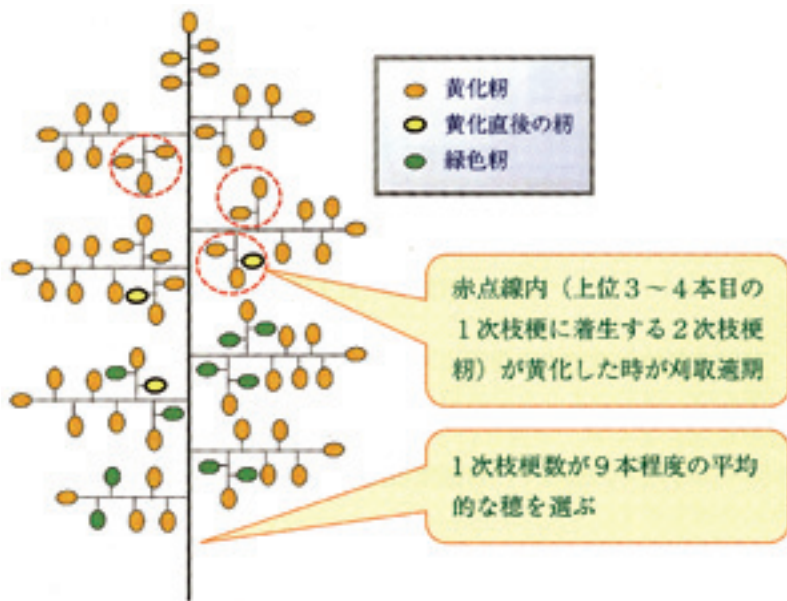 黄化籾
黄化直後の籾
緑色籾
赤点線内（上位３～４本目の
１次枝梗に着生する２次枝梗
籾）が黄化した時が刈取適期
１次枝梗数が９本程度の平均
的な穂を選ぶ